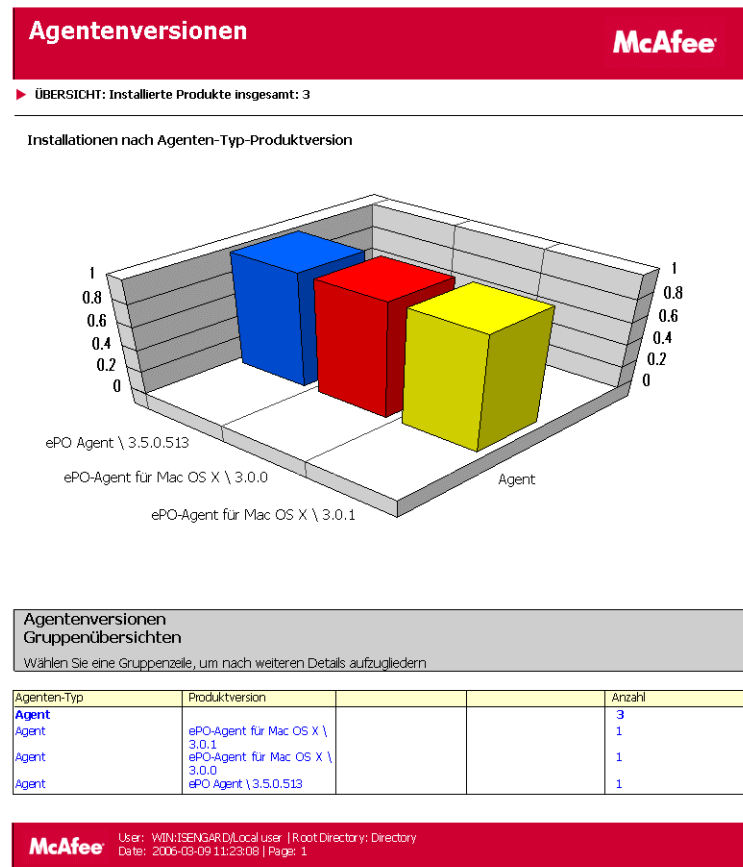 Agentenversionen
McAfee
ÜBERSICHT: Installierte Produkte insgesamt: 3
Installationen nach Agenten-Typ-Produktversion
1
0.8
0.6
0.4
0.2
0
1
0.8
0.6
0.4
0.2
0
ePO Agent \ 3.5.0.513
ePO-Agent für Mac OS X \ 3.0.0
ePO-Agent für Mac OS X \ 3.0.1
Agent
Agentenversionen
Gruppenübersichten
Wählen Sie eine Gruppenzeile, um nach weiteren Details aufzugliedern
Agenten-Typ Produktversion Anzahl
Agent 3
Agent ePO-Agent für Mac OS X \ 1
3.0.1
Agent ePO-Agent für Mac OS X \ 1
3.0.0
Agent ePO Agent \ 3.5.0.513 1
McAfee
User: WIN:ISENGARD/Local user | Root Directory: Directory
Date: 2006-03-09 11:23:08 | Page: 1